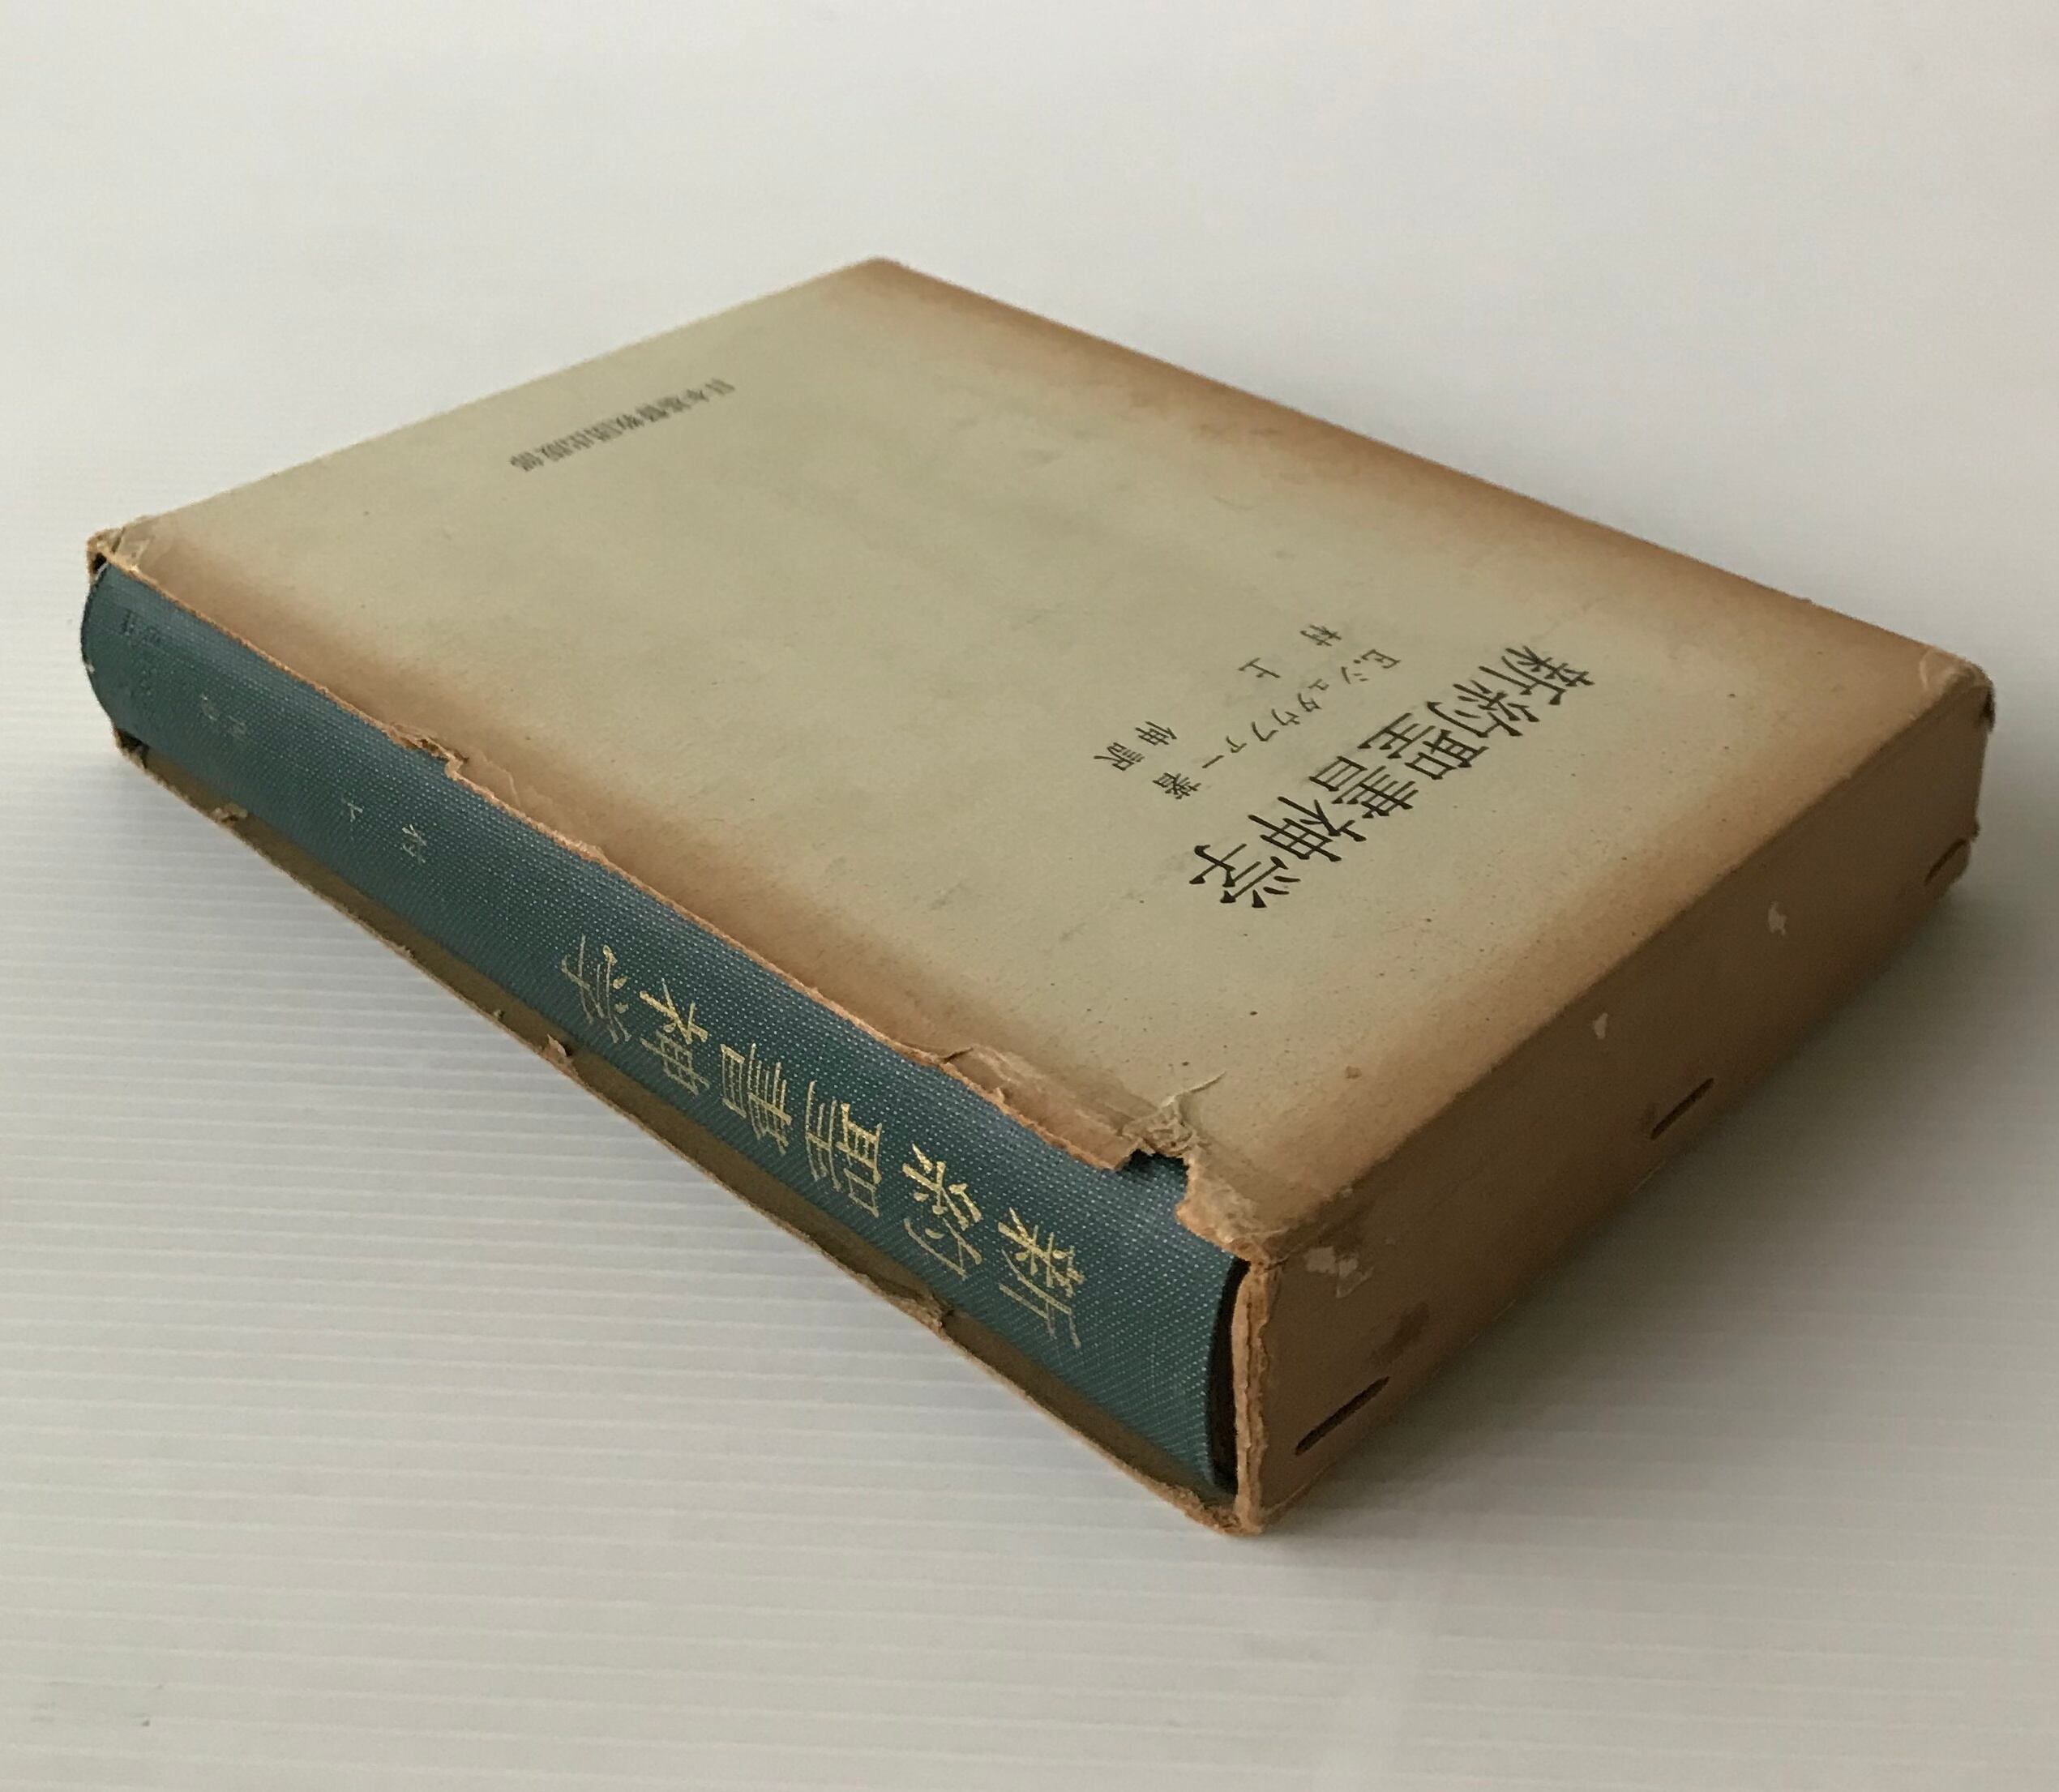 新約聖書神学
E.シュタウファー著
村上 伸訳
日本基督教団出版部
新約聖書神学
村上